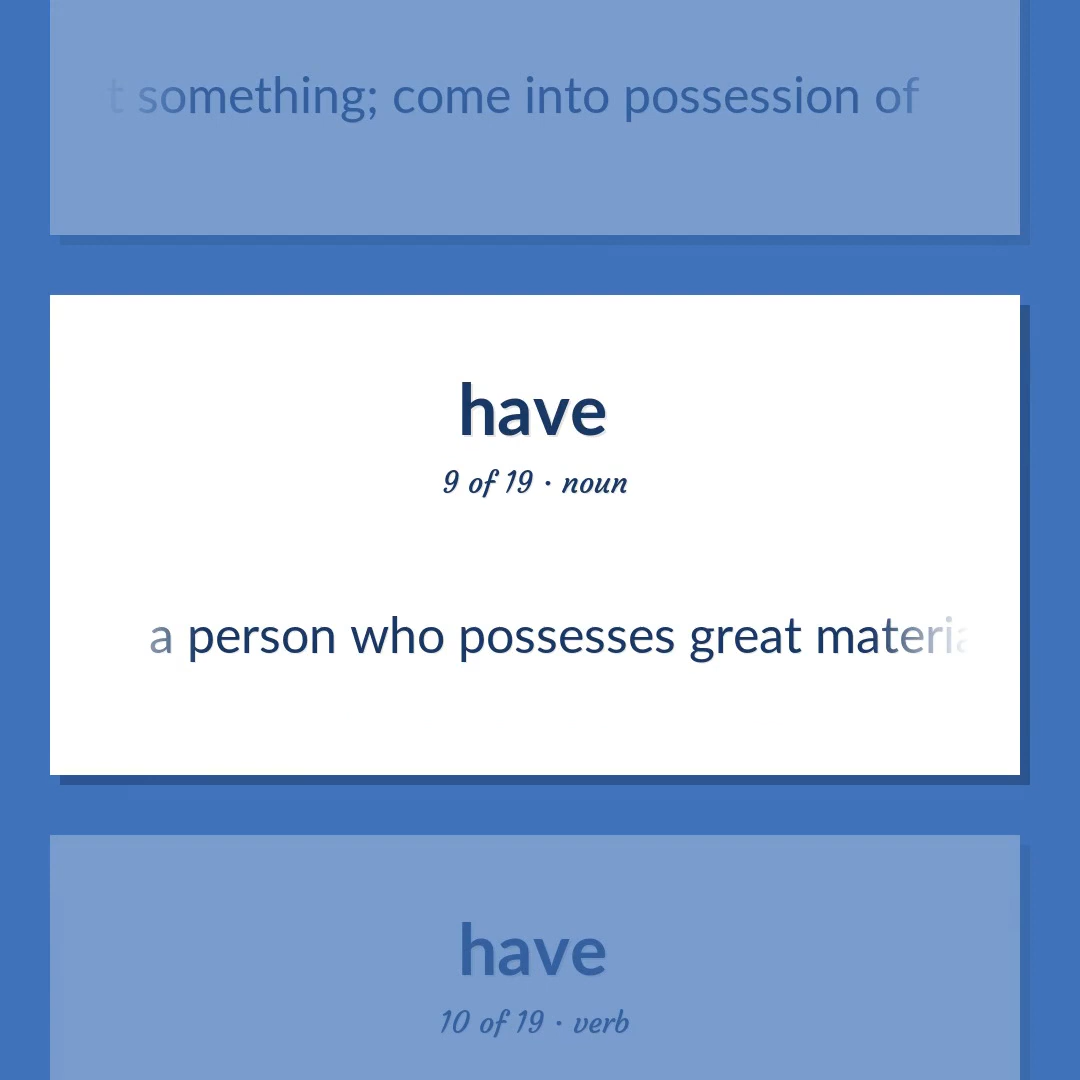 something; come into possession of
have
9 of 19 · noun
a person who possesses great
have
10 of 19 · verb